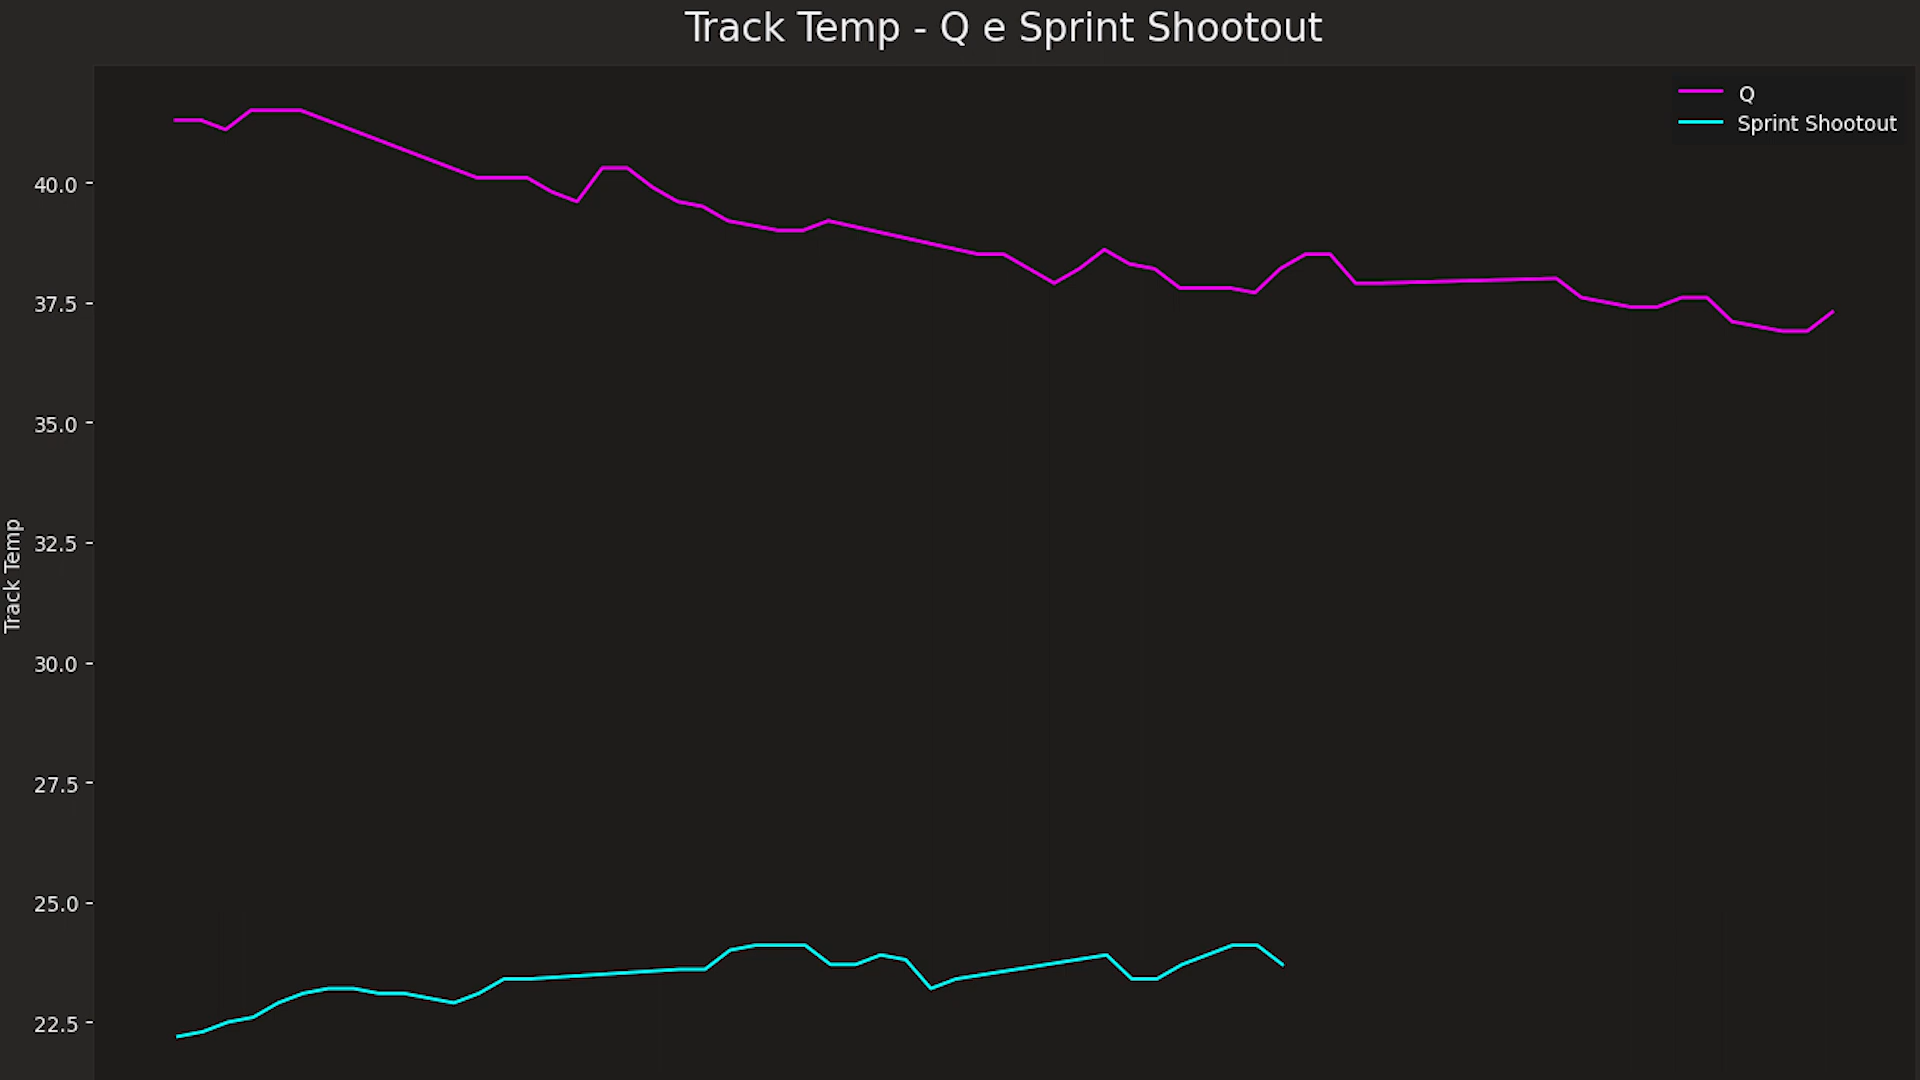 Track Temp - Q e Sprint Shootout
Q
Sprint Shootout
40.0
37.5
35.0
32.5
30.0
27.5
25.0
22.5
Track Temp